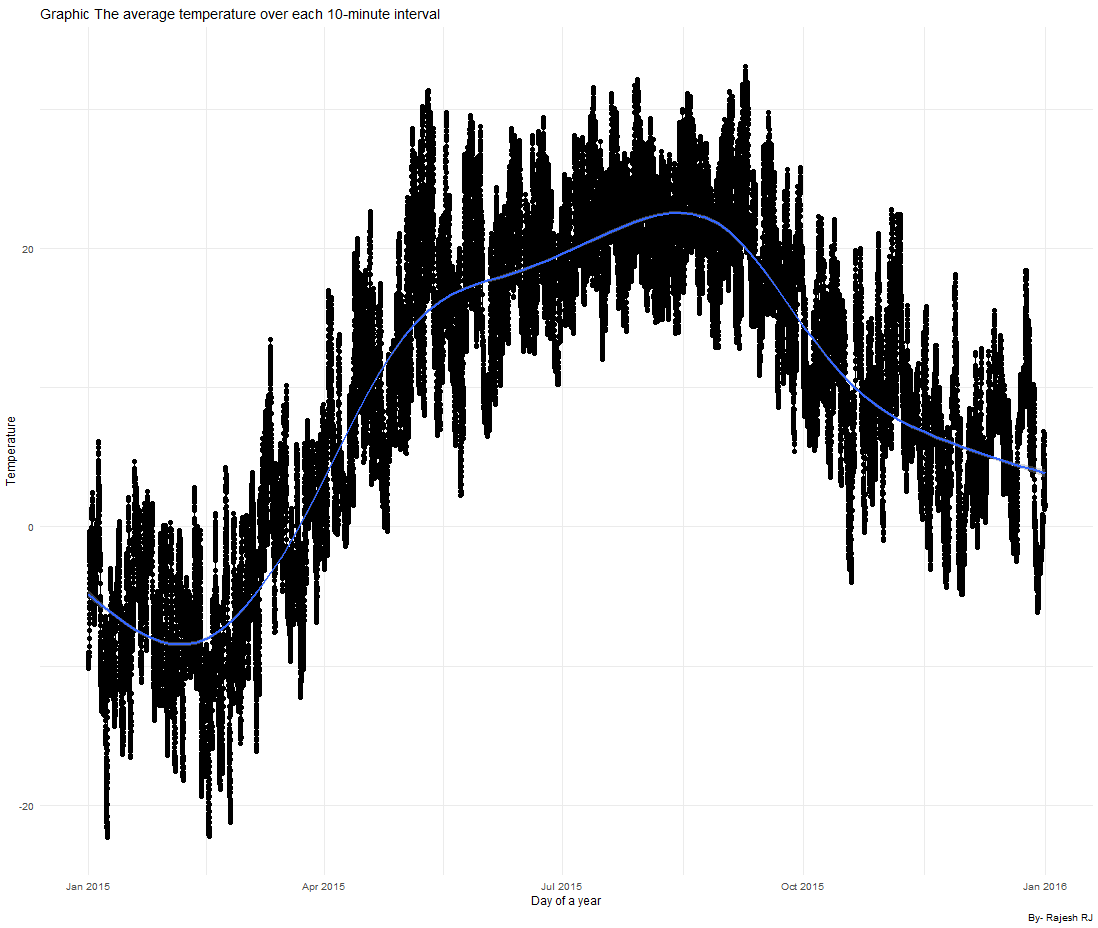 Graphic The average temperature over each 10-minute interval
Temperature
20
0
-20
Jan 2015
Apr 2015
Jul 2015
Oct 2015
Jan 2016
Day of a year
By- Rajesh RJ